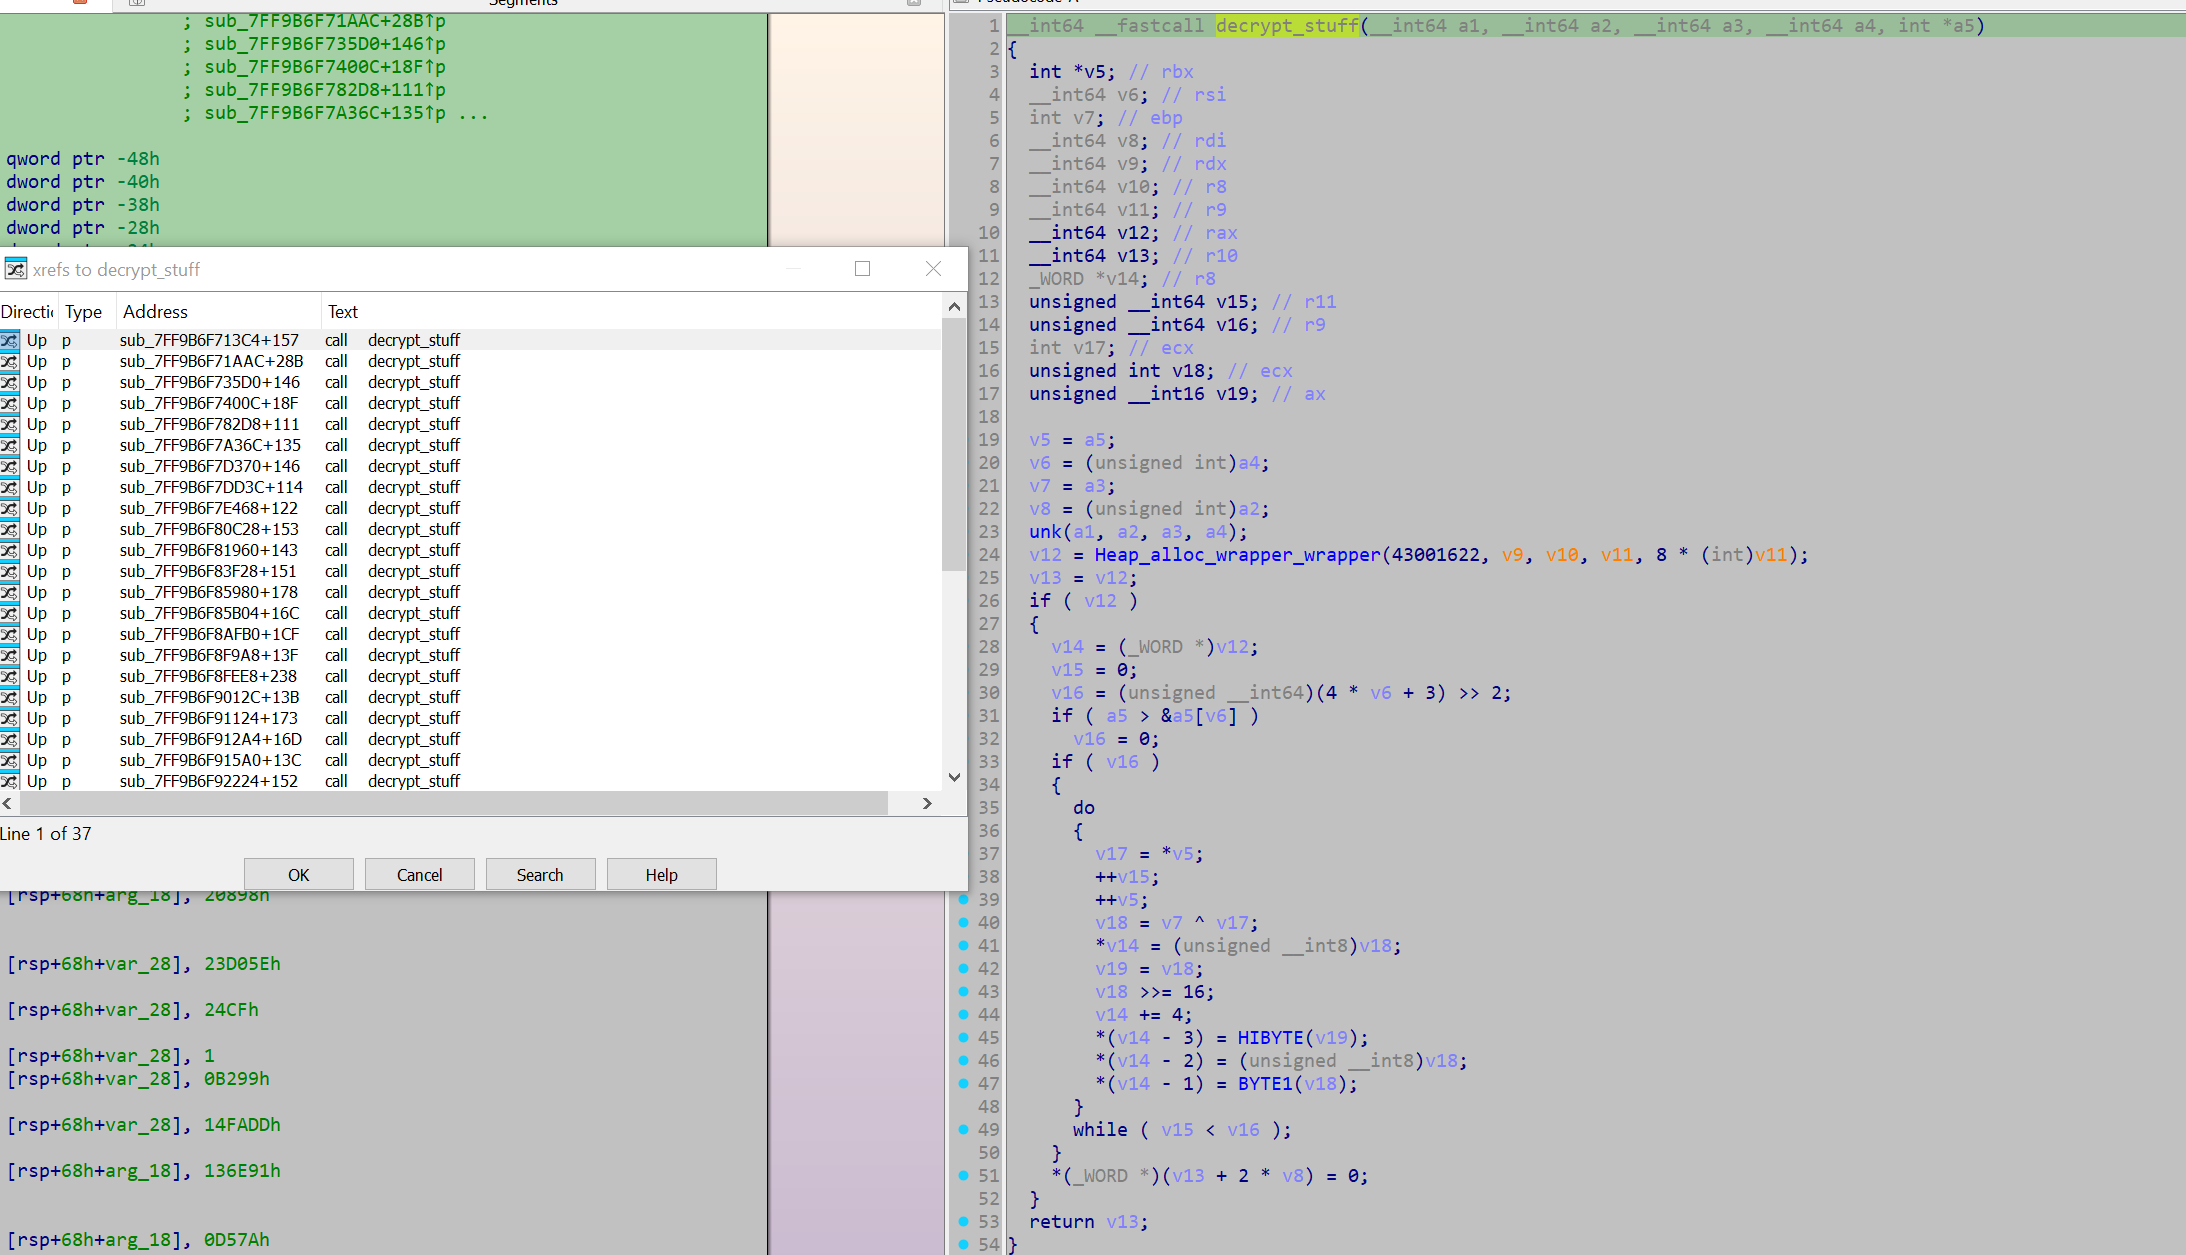 Segments
; sub_7FF9B6F71AAC+28B↑p
; sub_7FF9B6F735D0+146↑p
; sub_7FF9B6F7400C+18F↑p
; sub_7FF9B6F782D8+111↑p
; sub_7FF9B6F7A36C+135↑p ...
qword ptr -48h
dword ptr -40h
dword ptr -38h
dword ptr -28h
xrefs to decrypt_stuff
Directi Type Address Text
Up p sub_7FF9B6F713C4+157 call decrypt_stuff
Up p sub_7FF9B6F71AAC+28B call decrypt_stuff
Up p sub_7FF9B6F735D0+146 call decrypt_stuff
Up p sub_7FF9B6F7400C+18F call decrypt_stuff
Up p sub_7FF9B6F782D8+111 call decrypt_stuff
Up p sub_7FF9B6F7A36C+135 call decrypt_stuff
Up p sub_7FF9B6F7D370+146 call decrypt_stuff
Up p sub_7FF9B6F7DD3C+114 call decrypt_stuff
Up p sub_7FF9B6F7E468+122 call decrypt_stuff
Up p sub_7FF9B6F80C28+153 call decrypt_stuff
Up p sub_7FF9B6F81960+143 call decrypt_stuff
Up p sub_7FF9B6F83F28+151 call decrypt_stuff
Up p sub_7FF9B6F85980+178 call decrypt_stuff
Up p sub_7FF9B6F85B04+16C call decrypt_stuff
Up p sub_7FF9B6F8AFB0+1CF call decrypt_stuff
Up p sub_7FF9B6F8F9A8+13F call decrypt_stuff
Up p sub_7FF9B6F8FEE8+238 call decrypt_stuff
Up p sub_7FF9B6F9012C+13B call decrypt_stuff
Up p sub_7FF9B6F91124+173 call decrypt_stuff
Up p sub_7FF9B6F912A4+16D call decrypt_stuff
Up p sub_7FF9B6F915A0+13C call decrypt_stuff
Up p sub_7FF9B6F92224+152 call decrypt_stuff
Line 1 of 37
OK Cancel Search Help
[rsp+68h+arg_18], 20898h
[rsp+68h+var_28], 23D05Eh
[rsp+68h+var_28], 24CFh
[rsp+68h+var_28], 1
[rsp+68h+var_28], 0B299h
[rsp+68h+var_28], 14FADDh
[rsp+68h+arg_18], 136E91h
[rsp+68h+arg_18], 0D57Ah
1 __int64 __fastcall decrypt_stuff(__int64 a1, __int64 a2, __int64 a3, __int64 a4, int *a5)
2 {
3 int *v5; // rbx
4 __int64 v6; // rsi
5 int v7; // ebp
6 __int64 v8; // rdi
7 __int64 v9; // rdx
8 __int64 v10; // r8
9 __int64 v11; // r9
10 __int64 v12; // rax
11 __int64 v13; // r10
12 _WORD *v14; // r8
13 unsigned __int64 v15; // r11
14 unsigned __int64 v16; // r9
15 int v17; // ecx
16 unsigned int v18; // ecx
17 unsigned __int16 v19; // ax
18
19 v5 = a5;
20 v6 = (unsigned int)a4;
21 v7 = a3;
22 v8 = (unsigned int)a2;
23 unk(a1, a2, a3, a4);
24 v12 = Heap_alloc_wrapper_wrapper(43001622, v9, v10, v11, 8 * (int)v11);
25 v13 = v12;
26 if ( v12 )
27 {
28 v14 = (_WORD *)v12;
29 v15 = 0;
30 v16 = (unsigned __int64)(4 * v6 + 3) >> 2;
31 if ( a5 > &a5[v6] )
32 v16 = 0;
33 if ( v16 )
34 {
35 do
36 {
37 v17 = *v5;
38 ++v15;
39 ++v5;
40 v18 = v7 ^ v17;
41 *v14 = (unsigned __int8)v18;
42 v19 = v18;
43 v18 >>= 16;
44 v14 += 4;
45 *(v14 - 3) = HIBYTE(v19);
46 *(v14 - 2) = (unsigned __int8)v18;
47 *(v14 - 1) = BYTE1(v18);
48 }
49 while ( v15 < v16 );
50 }
51 *(_WORD *)(v13 + 2 * v8) = 0;
52 }
53 return v13;
54 }